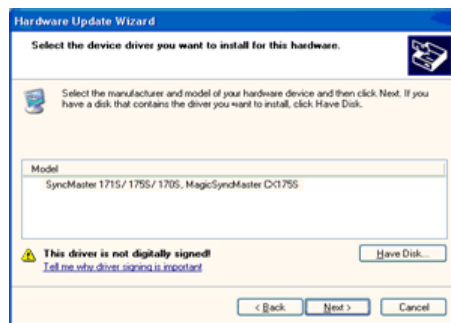 Hardware Update Wizard
Select the device driver you want to install for this hardware.
Select the manufacturer and model of your hardware device and then click Next. If you
have a disk that contains the driver you want to install, click Have Disk.
Model
SyncMaster 171S/ 175S/ 170S, MagicSyncMaster CX175S
This driver is not digitally signed!
Tell me why driver signing is important
Have Disk...
< Back
Next >
Cancel